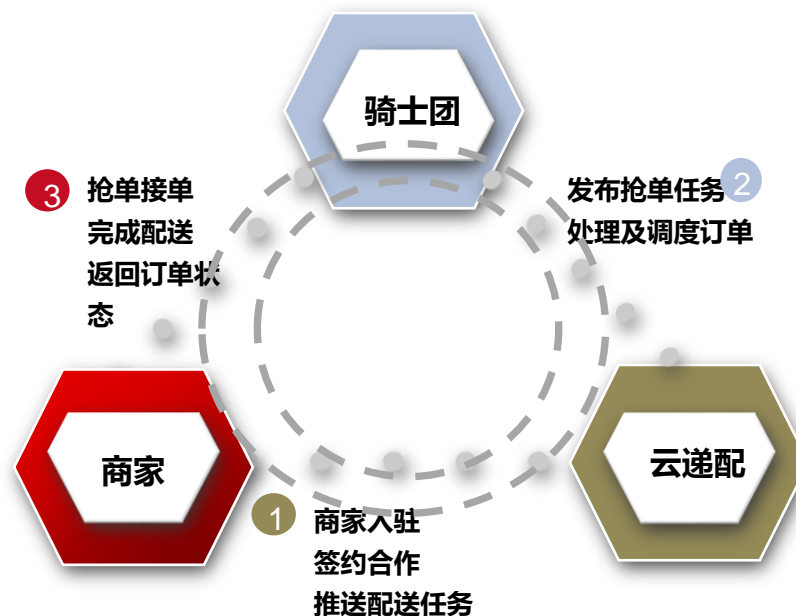 骑士团
3
抢单接单
完成配送
返回订单状
态
发布抢单任务
2
处理及调度订单
商家
云递配
1
商家入驻
签约合作
推送配送任务